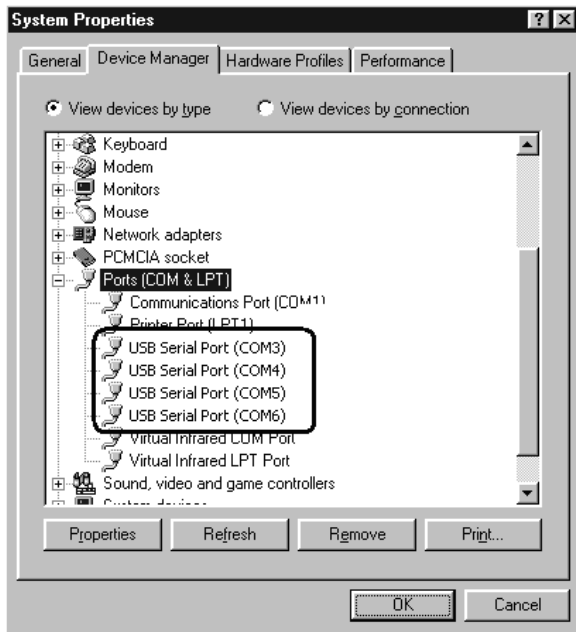 System Properties
General Device Manager Hardware Profiles Performance
View devices by type View devices by connection
Keyboard
Modem
Monitors
Mouse
Network adapters
PCMCIA socket
Ports (COM & LPT)
Communications Port (COM1)
Printer Port (LPT1)
USB Serial Port (COM3)
USB Serial Port (COM4)
USB Serial Port (COM5)
USB Serial Port (COM6)
Virtual Infrared COM Port
Virtual Infrared LPT Port
Sound, video and game controllers
System devices
Properties Refresh Remove Print...
OK Cancel